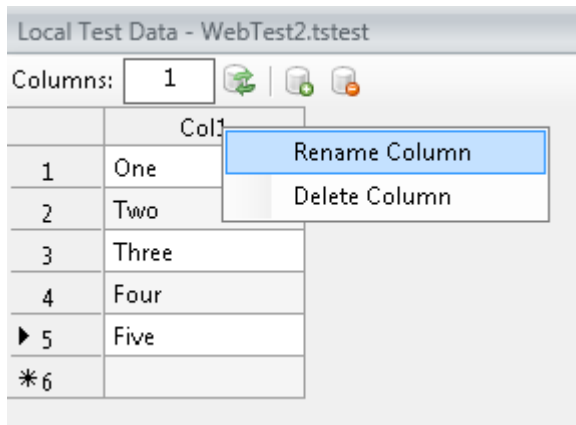 Local Test Data - WebTest2.tstest
Columns: 1
Col1
Rename Column
Delete Column
1 One
2 Two
3 Three
4 Four
5 Five
*6